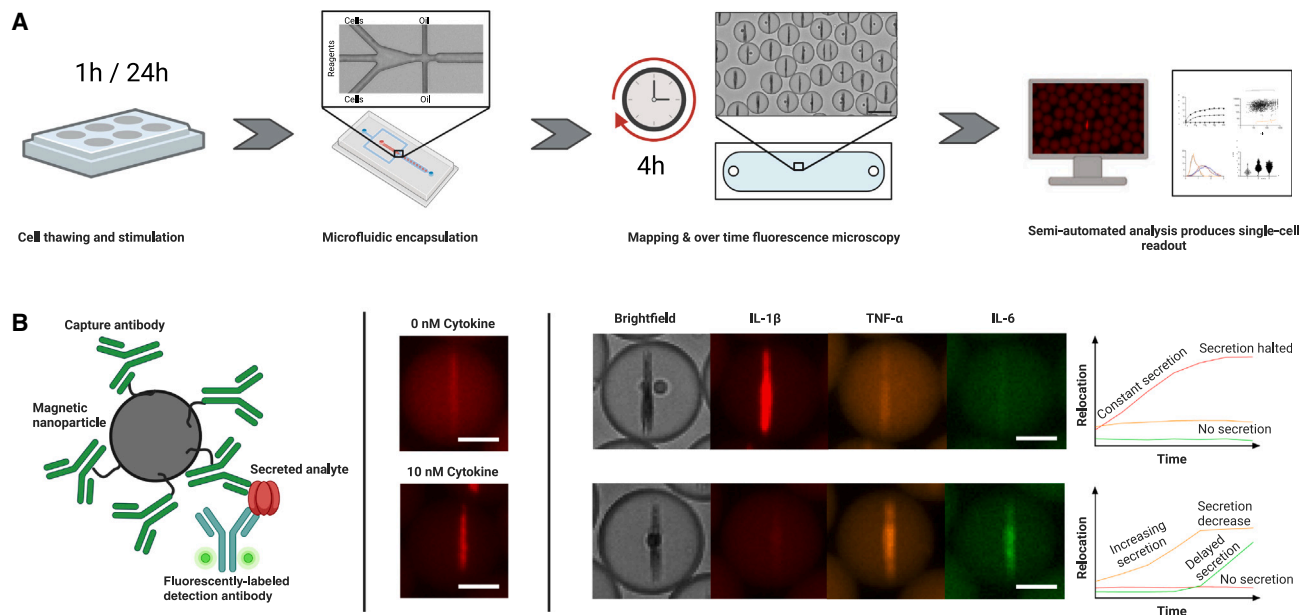 A
1h / 24h
Cells
Oil
Reagents
Cells
Oil
4h
Cell thawing and stimulation
Microfluidic encapsulation
Mapping & over time fluorescence microscopy
Semi-automated analysis produces single-cell
readout
B
Capture antibody
Magnetic
nanoparticle
Secreted analyte
Fluorescently-labeled
detection antibody
0 nM Cytokine
10 nM Cytokine
Brightfield
IL-1β
TNF-α
IL-6
Relocation
Constant secretion
Secretion halted
No secretion
Time
Relocation
Increasing
secretion
Secretion
decrease
Delayed
secretion
No secretion
Time